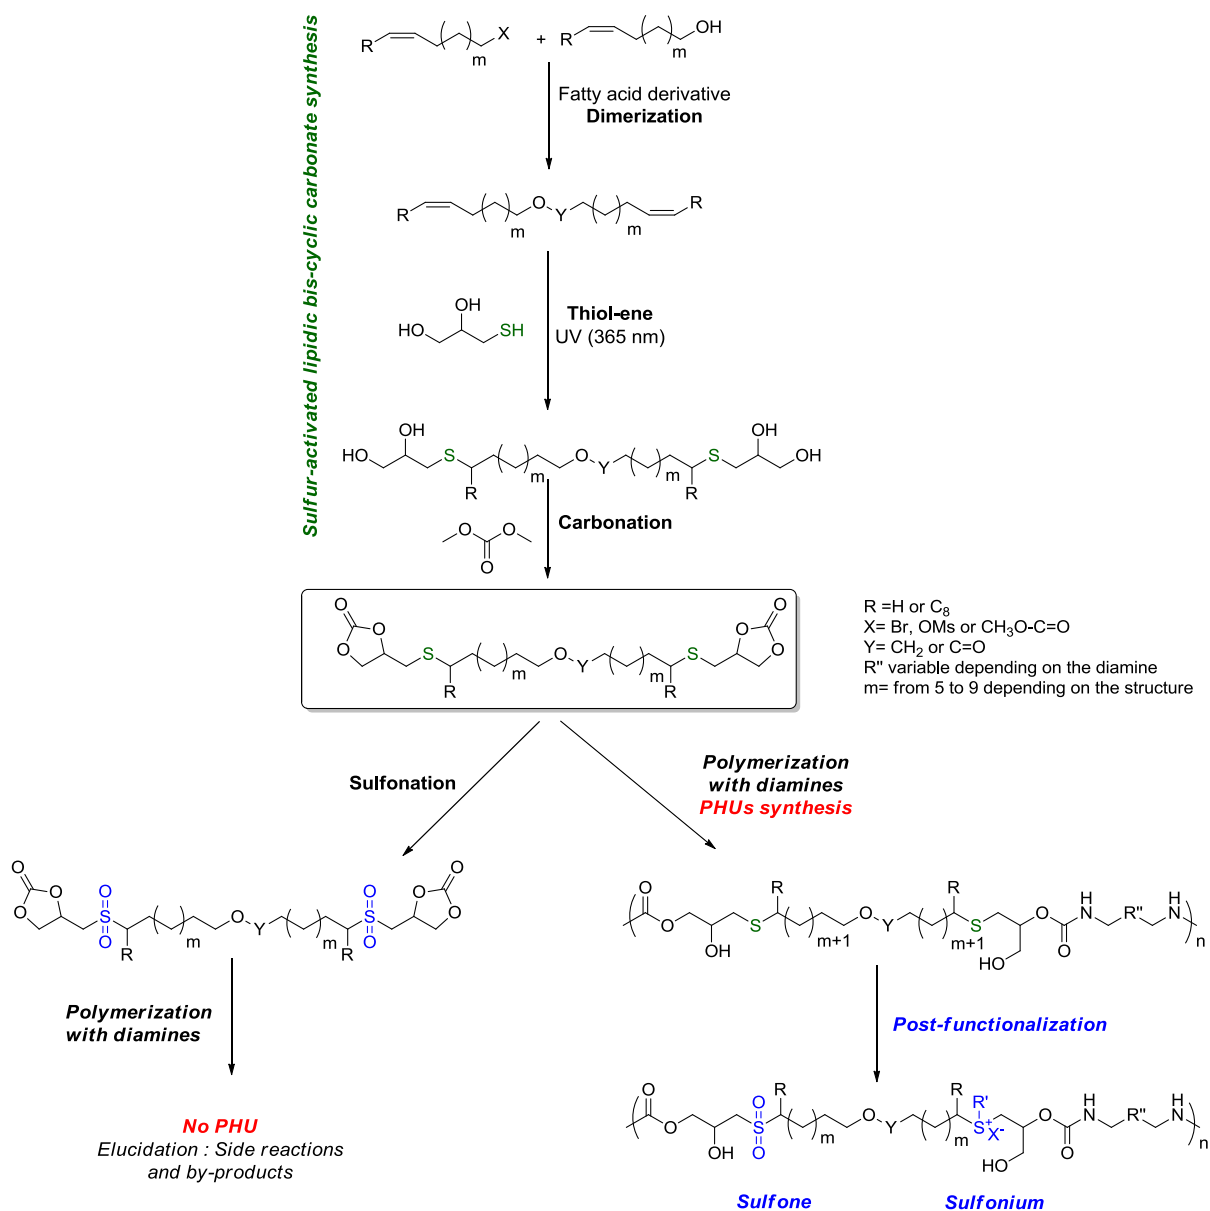 Sulfur-activated lipidic bis-cyclic carbonate synthesis
R
m
X
+
R
m
OH
Fatty acid derivative
Dimerization
R
m
O
Y
m
R
OH
HO
SH
Thiol-ene
UV (365 nm)
OH
HO
S
R
m
O
Y
m
R
S
OH
OH
O
O
O
Carbonation
O
O
O
S
R
m
O
Y
m
R
S
O
O
O
R =H or C8
X= Br, OMs or CH3O-C=O
Y= CH2 or C=O
R" variable depending on the diamine
m= from 5 to 9 depending on the structure
Sulfonation
Polymerization
with diamines
PHUs synthesis
O
O
O
O
S
O
R
m
O
Y
m
R
O
S
O
O
O
O
O
O
OH
S
R
m+1
O
Y
m+1
R
S
HO
O
O
H
N
R"
H
N
n
Polymerization
with diamines
Post-functionalization
No PHU
Elucidation : Side reactions
and by-products
O
O
OH
O
S
O
R
m
O
Y
m
R
R'
S+
X-
HO
O
O
H
N
R"
H
N
n
Sulfone
Sulfonium